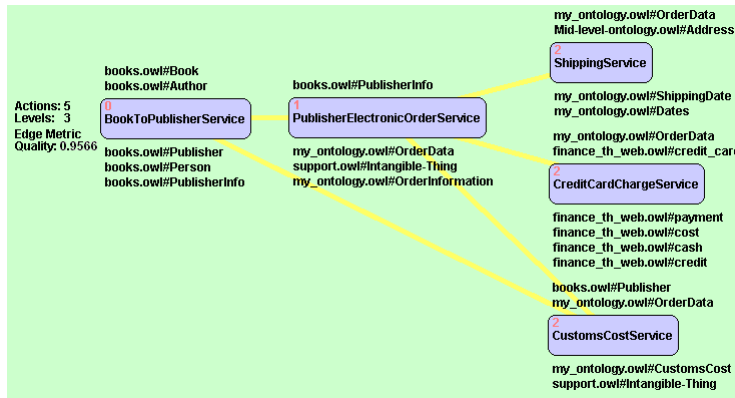 Actions: 5
Levels: 3
Edge Metric
Quality: 0.9566
books.owl#Book
books.owl#Author
0
BookToPublisherService
books.owl#Publisher
books.owl#Person
books.owl#PublisherInfo
books.owl#PublisherInfo
1
PublisherElectronicOrderService
my_ontology.owl#OrderData
support.owl#Intangible-Thing
my_ontology.owl#OrderInformation
my_ontology.owl#OrderData
Mid-level-ontology.owl#Address
2
ShippingService
my_ontology.owl#ShippingDate
my_ontology.owl#Dates
my_ontology.owl#OrderData
finance_th_web.owl#credit_card
2
CreditCardChargeService
finance_th_web.owl#payment
finance_th_web.owl#cost
finance_th_web.owl#cash
finance_th_web.owl#credit
books.owl#Publisher
my_ontology.owl#OrderData
2
CustomsCostService
my_ontology.owl#CustomsCost
support.owl#Intangible-Thing